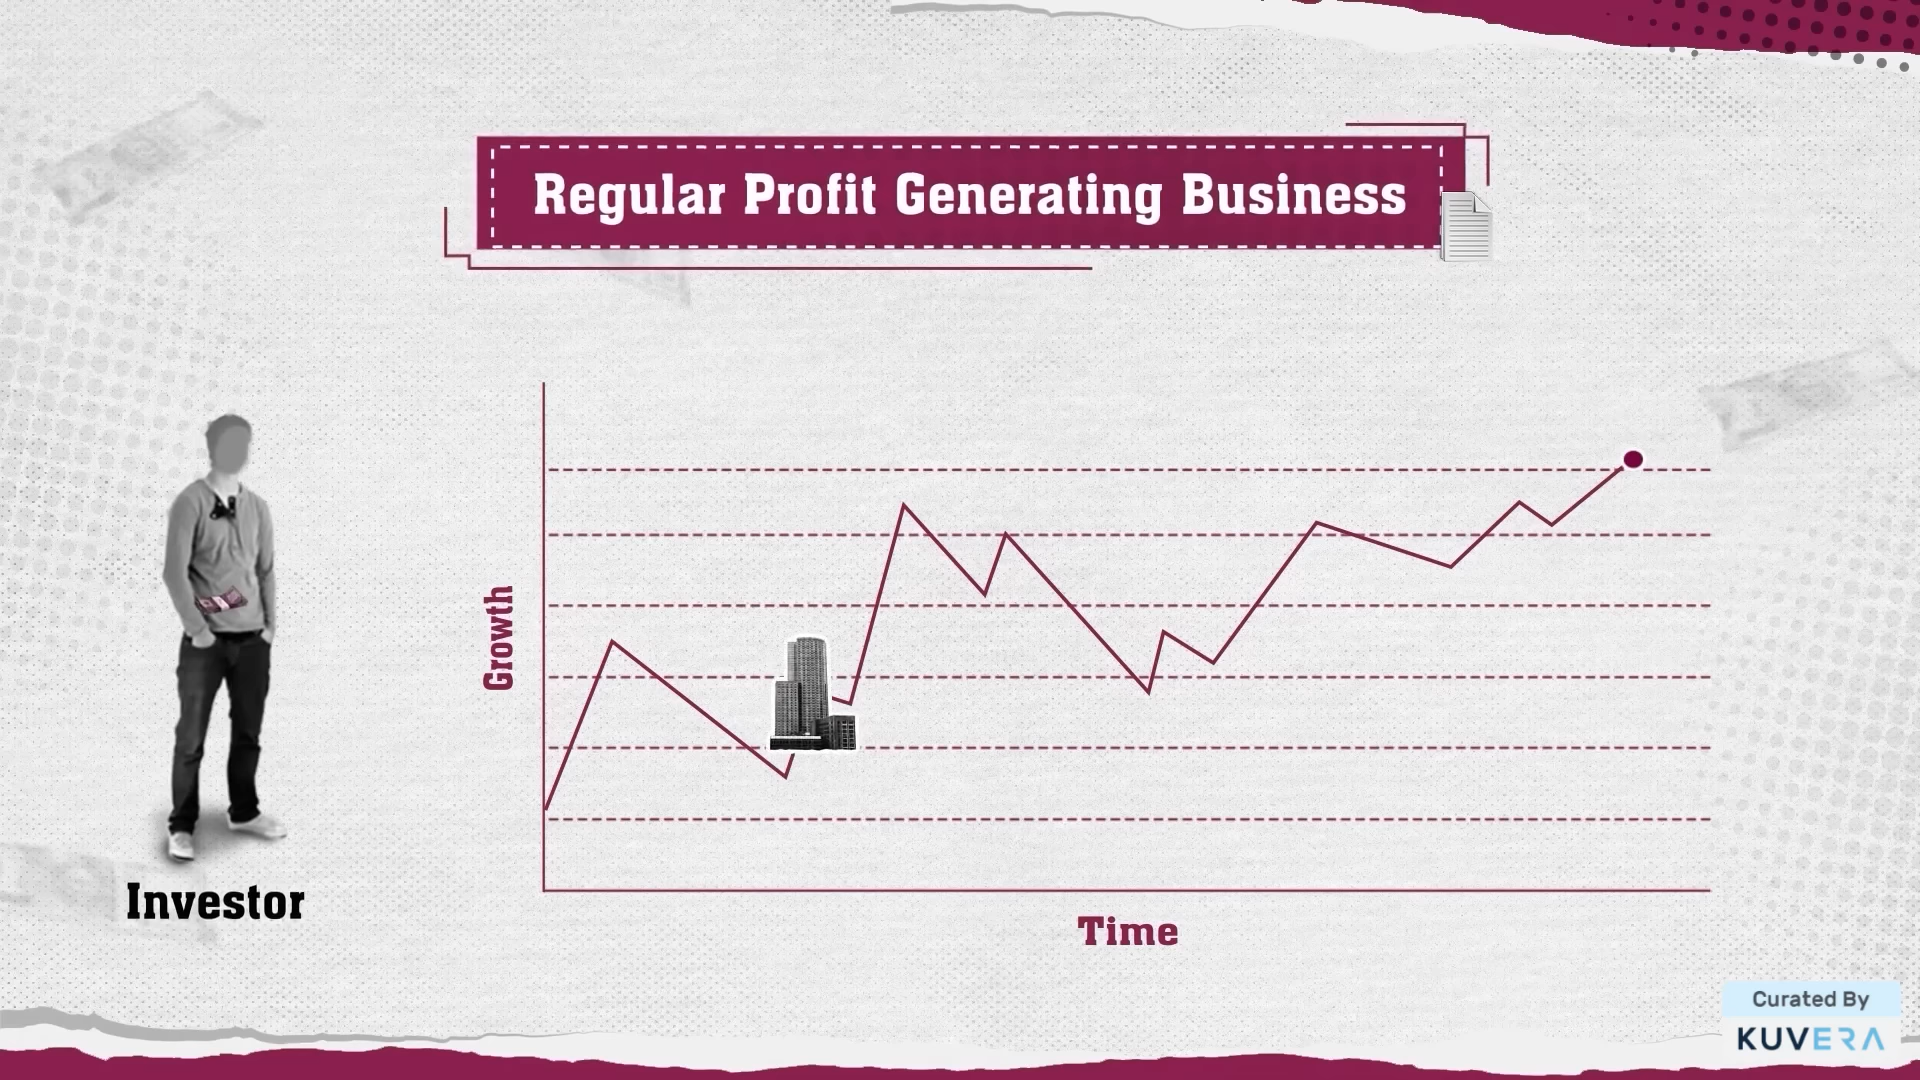 Regular Profit Generating Business
Growth
Investor
Time
Curated By
KUVERA